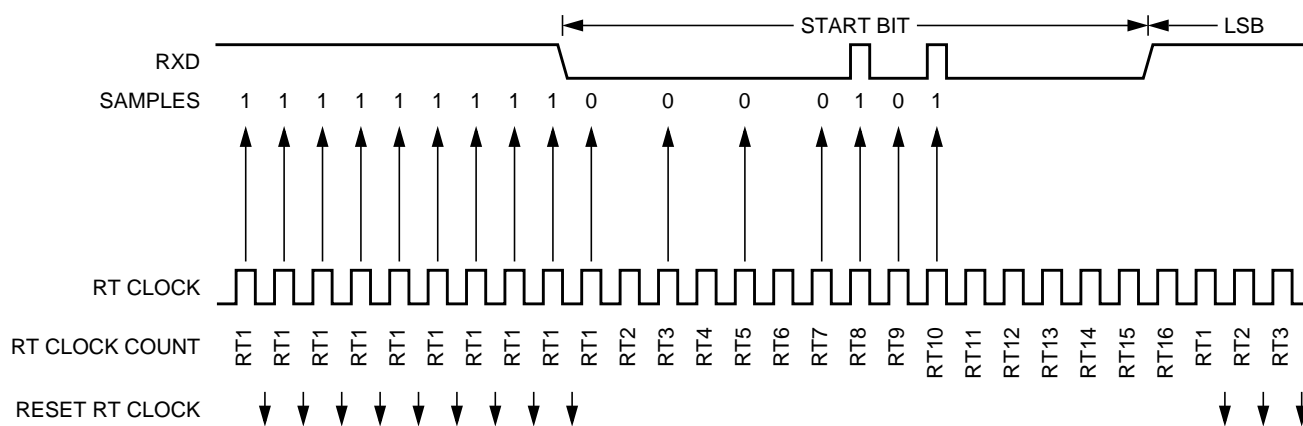 START BIT LSB
RXD
SAMPLES 1 1 1 1 1 1 1 1 1 0 0 0 0 1 0 1
RT CLOCK
RT CLOCK COUNT RT1 RT1 RT1 RT1 RT1 RT1 RT1 RT1 RT1 RT1 RT2 RT3 RT4 RT5 RT6 RT7 RT8 RT9 RT10 RT11 RT12 RT13 RT14 RT15 RT16 RT1 RT2 RT3
RESET RT CLOCK